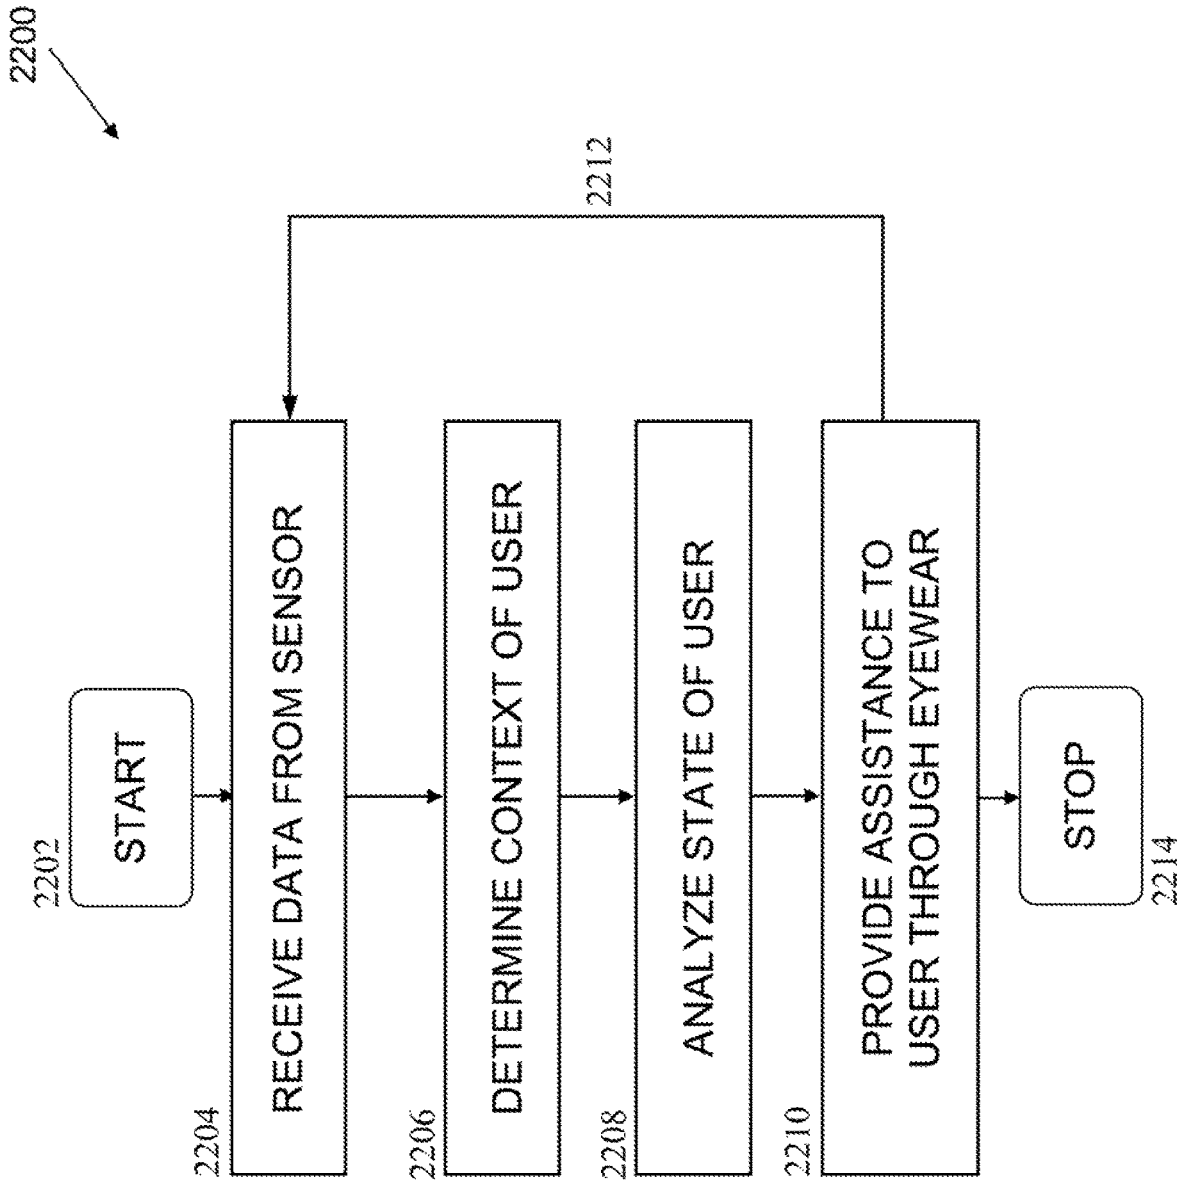 2200
2202
START
2204
RECEIVE DATA FROM SENSOR
2206
DETERMINE CONTEXT OF USER
2208
ANALYZE STATE OF USER
2210
PROVIDE ASSISTANCE TO
USER THROUGH EYEWEAR
2212
STOP
2214